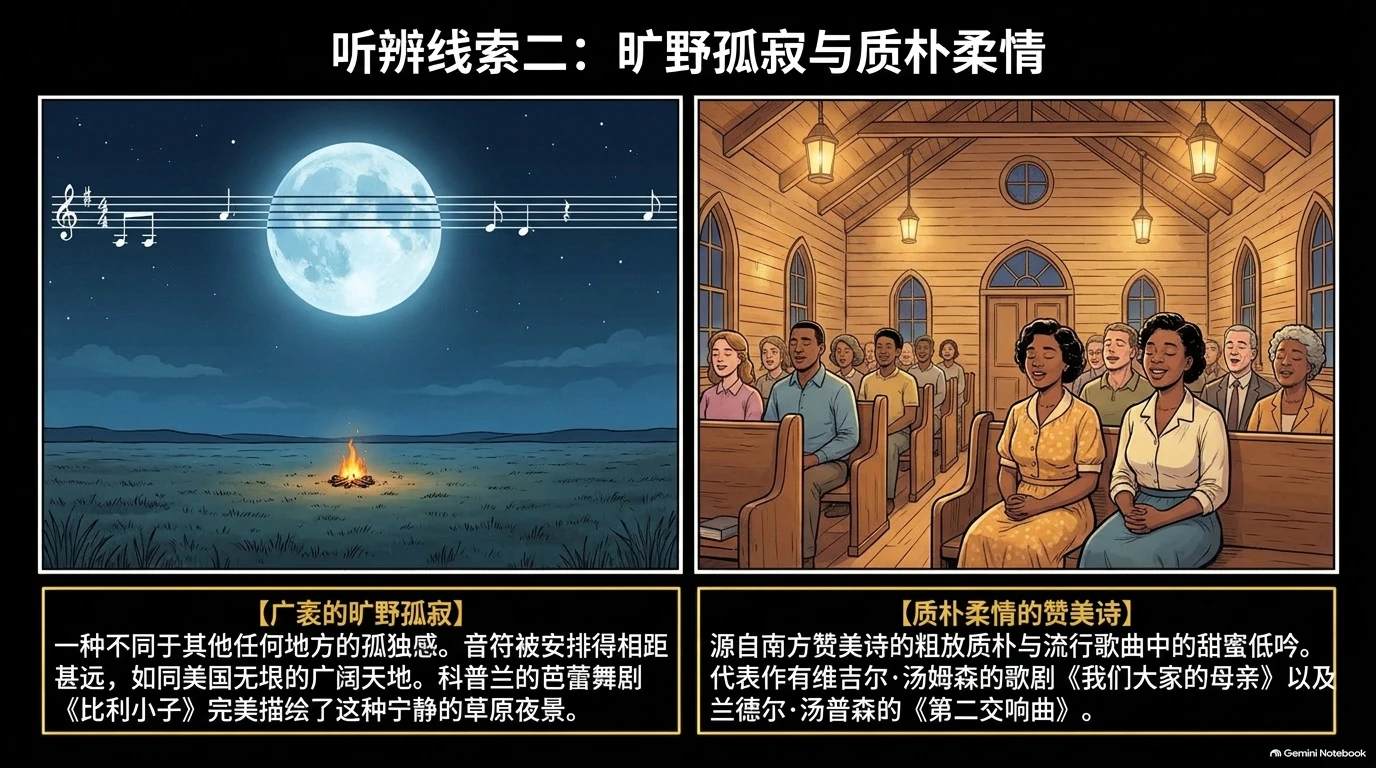 听辨线索二：旷野孤寂与质朴柔情
【广袤的旷野孤寂】
一种不同于其他任何地方的孤独感。音符被安排得相距
甚远，如同美国无垠的广阔天地。科普兰的芭蕾舞剧
《比利小子》完美描绘了这种宁静的草原夜景。
【质朴柔情的赞美诗】
源自南方赞美诗的粗放质朴与流行歌曲中的甜蜜低吟。
代表作有维吉尔·汤姆森的歌剧《我们大家的母亲》以及
兰德尔·汤普森的《第二交响曲》。
Gemini Notebook